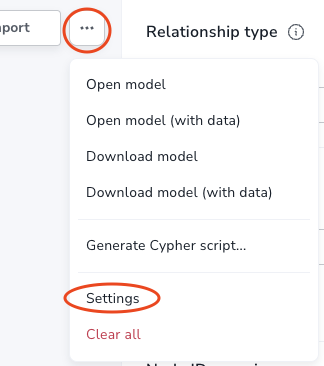 Relationship type
Open model
Open model (with data)
Download model
Download model (with data)
Generate Cypher script...
Settings
Clear all